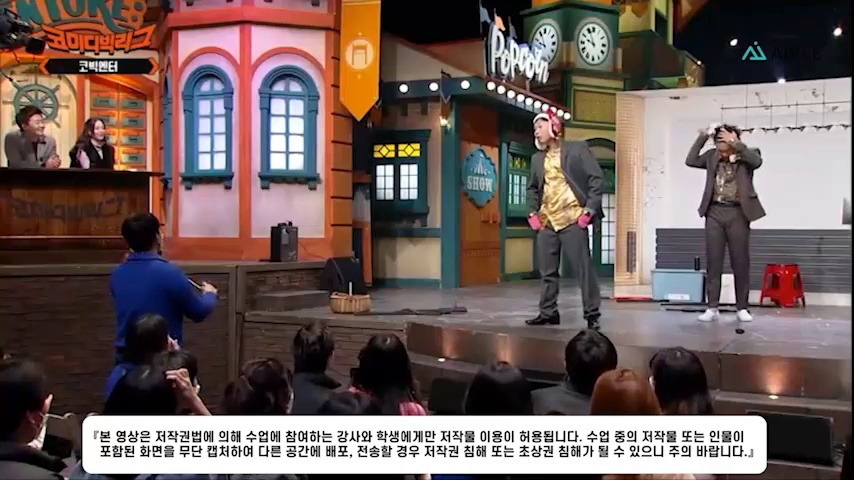 코미디빅리그
코빅엔터
Popcorn
The
SHOW
『본 영상은 저작권법에 의해 수업에 참여하는 강사와 학생에게만 저작물 이용이 허용됩니다. 수업 중의 저작물 또는 인물이
포함된 화면을 무단 캡처하여 다른 공간에 배포, 전송할 경우 저작권 침해 또는 초상권 침해가 될 수 있으니 주의 바랍니다.』